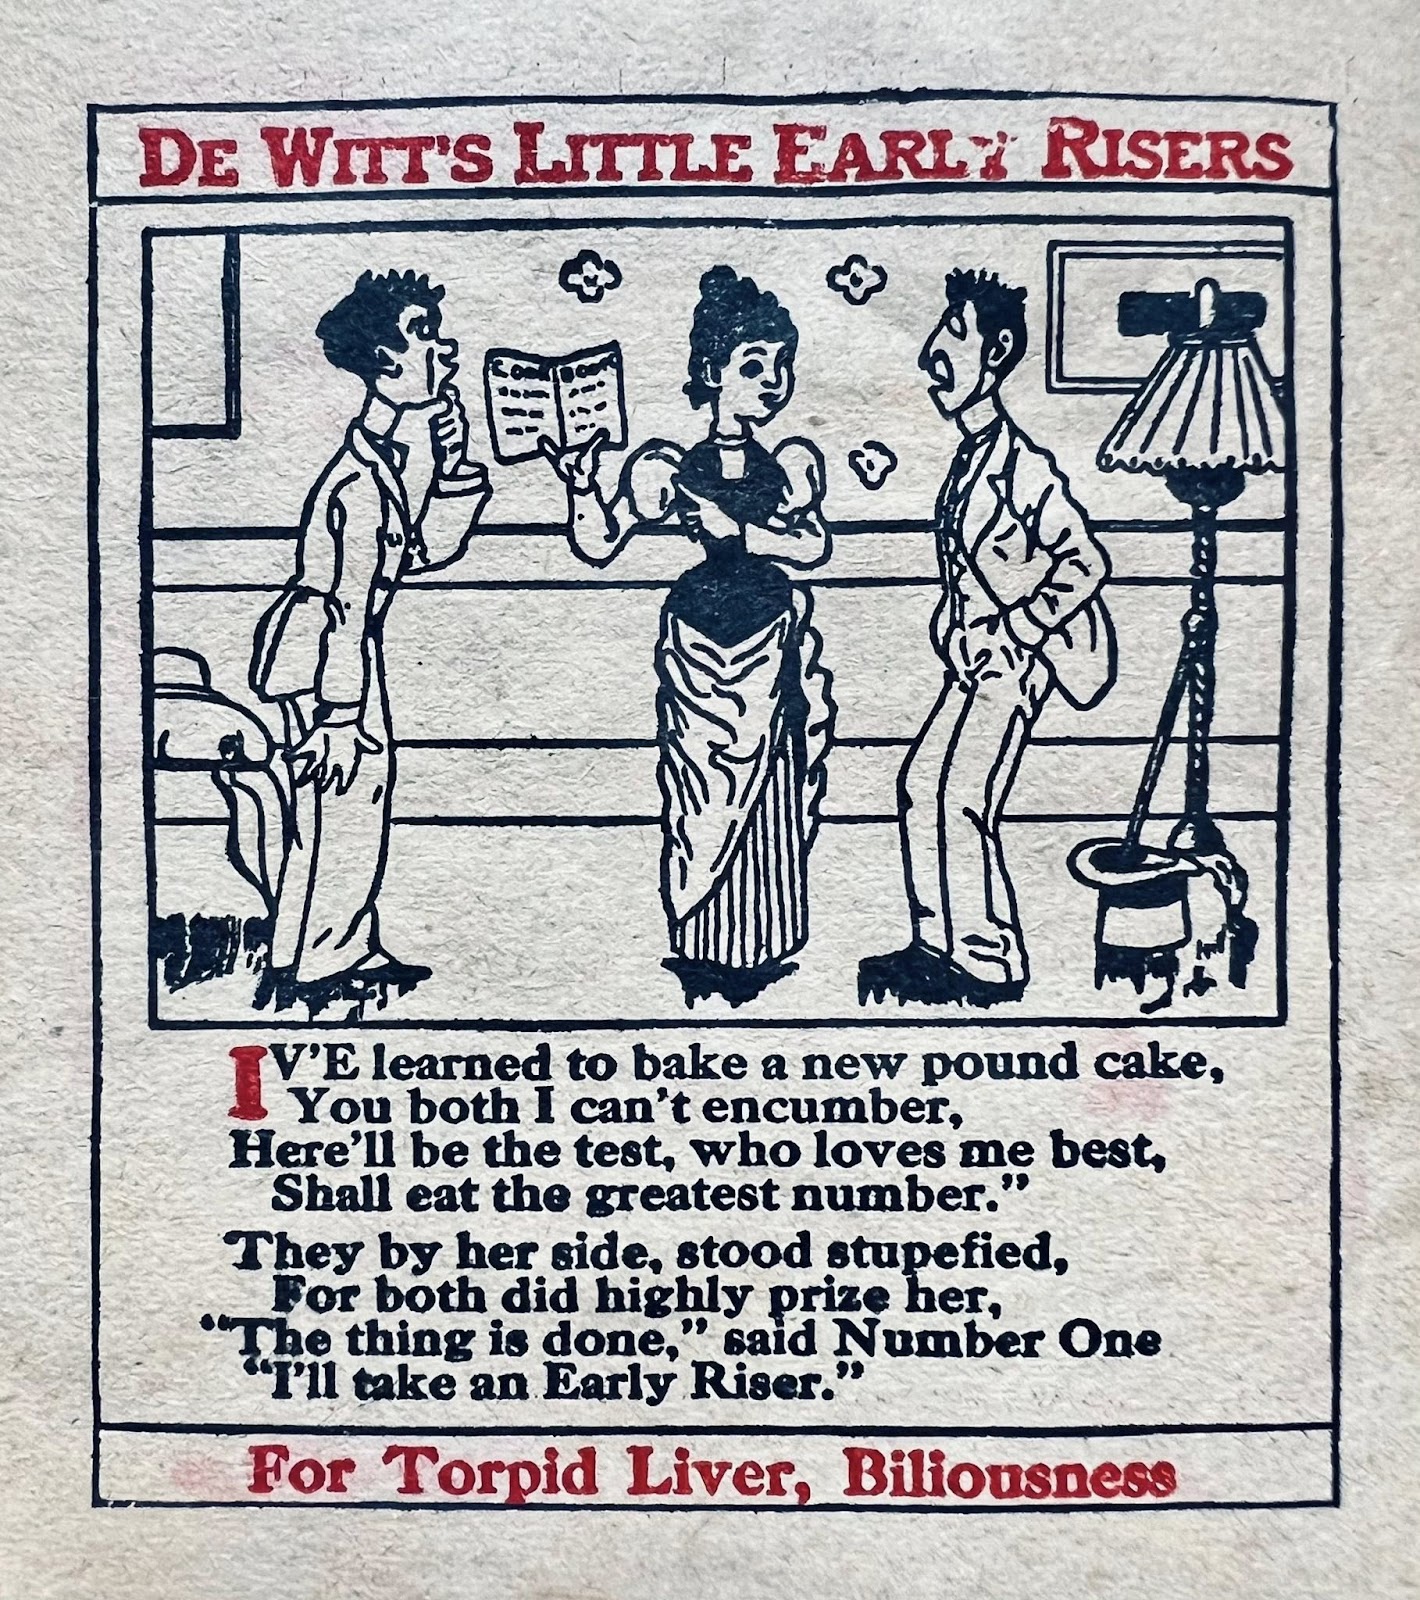 DE WITT'S LITTLE EARLY RISERS
COOK BOOK
IV'E learned to bake a new pound cake,
You both I can't encumber,
Here'll be the test, who loves me best,
Shall eat the greatest number."
They by her side, stood stupefied,
For both did highly prize her,
"The thing is done," said Number One
"I'll take an Early Riser."
For Torpid Liver, Biliousness